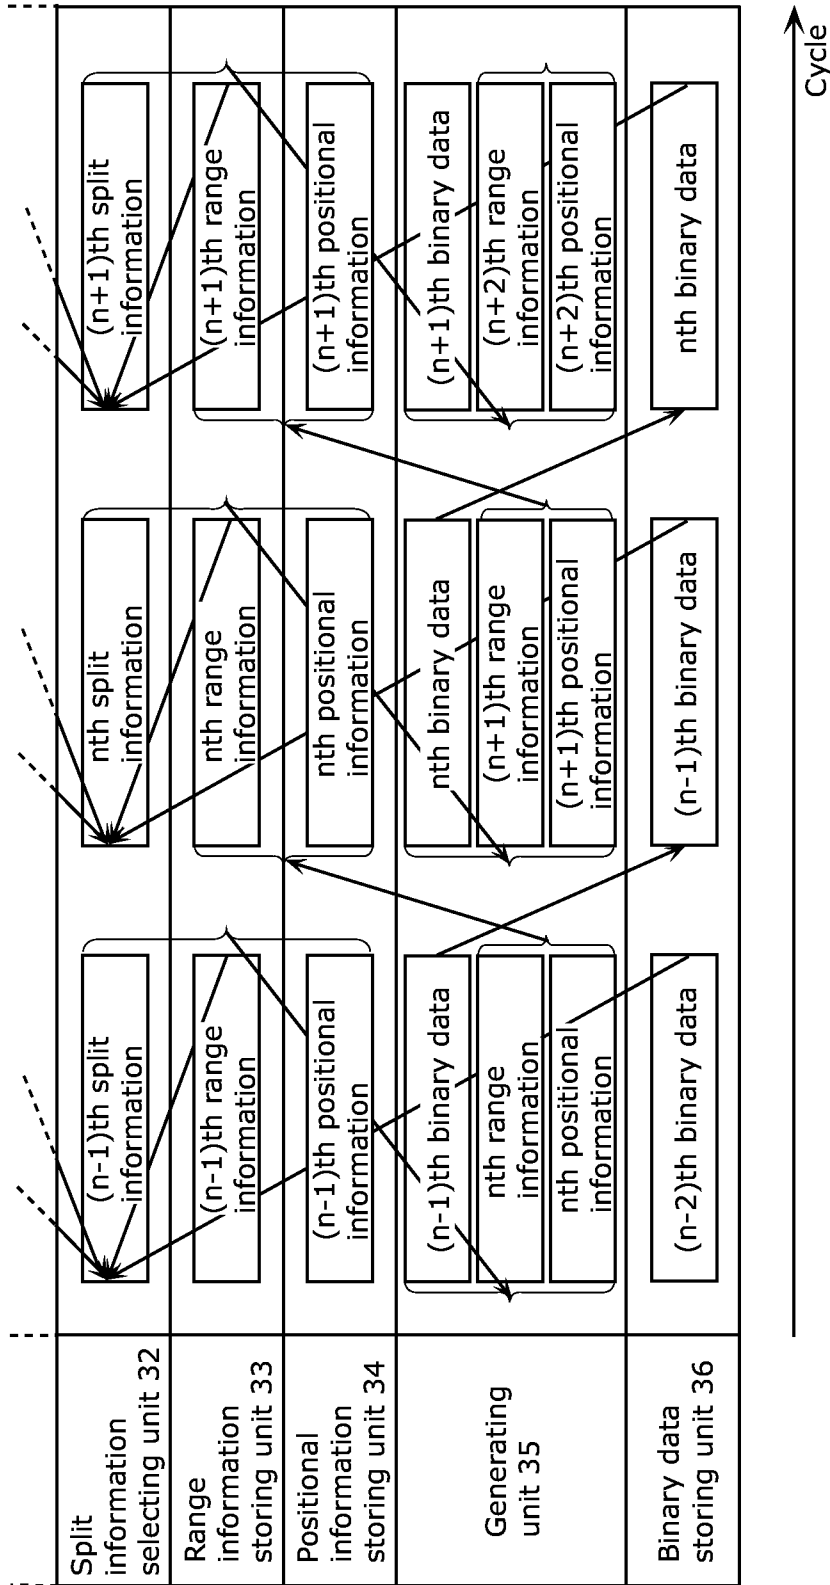 Split
information
selecting unit 32
(n-1)th split
information
nth split
information
(n+1)th split
information
Range
information
storing unit 33
(n-1)th range
information
nth range
information
(n+1)th range
information
Positional
information
storing unit 34
(n-1)th positional
information
nth positional
information
(n+1)th positional
information
Generating
unit 35
(n-1)th binary data
nth range
information
nth positional
information
nth binary data
(n+1)th range
information
(n+1)th positional
information
(n+1)th binary data
(n+2)th range
information
(n+2)th positional
information
Binary data
storing unit 36
(n-2)th binary data
(n-1)th binary data
nth binary data
Cycle